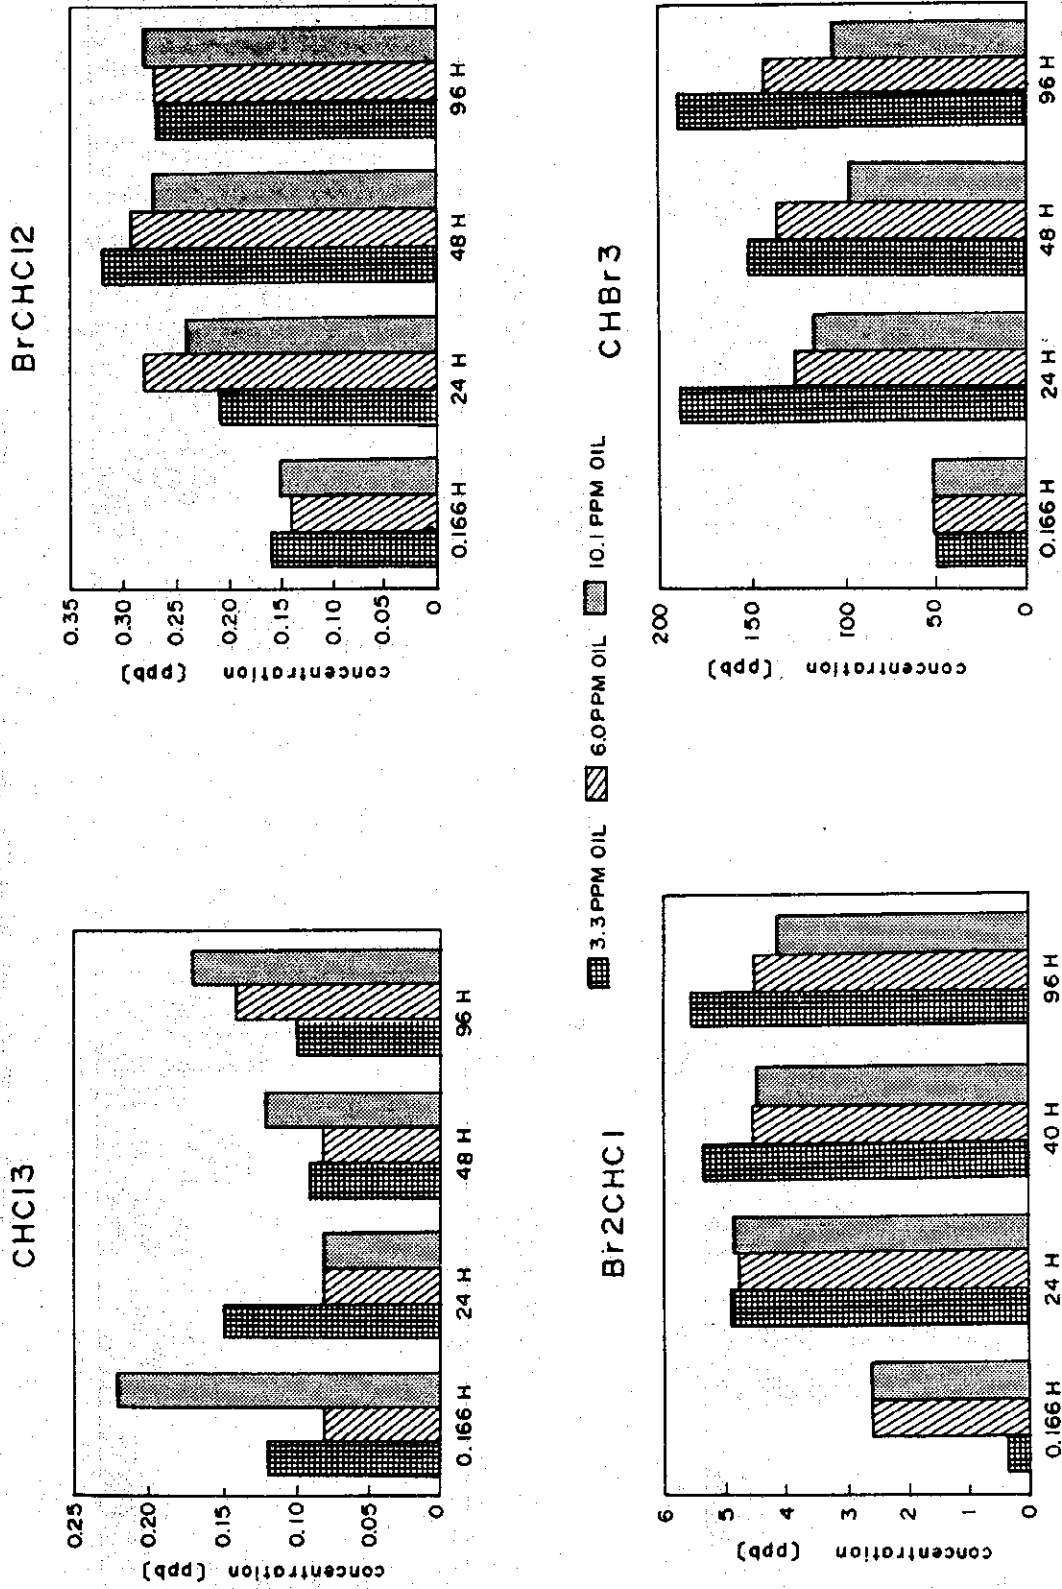 CHCl3
concentration
(ppb)
0.25
0.20
0.15
0.10
0.05
0
0.166 H
24 H
48 H
96 H
BrCHCl2
concentration
(ppb)
0.35
0.30
0.25
0.20
0.15
0.10
0.05
0
0.166 H
24 H
48 H
96 H
3.3 PPM OIL
6.0 PPM OIL
10.1 PPM OIL
Br2CHCl
concentration
(ppb)
6
5
4
3
2
1
0
0.166 H
24 H
40 H
96 H
CHBr3
concentration
(ppb)
200
150
100
50
0
0.166 H
24 H
48 H
96 H